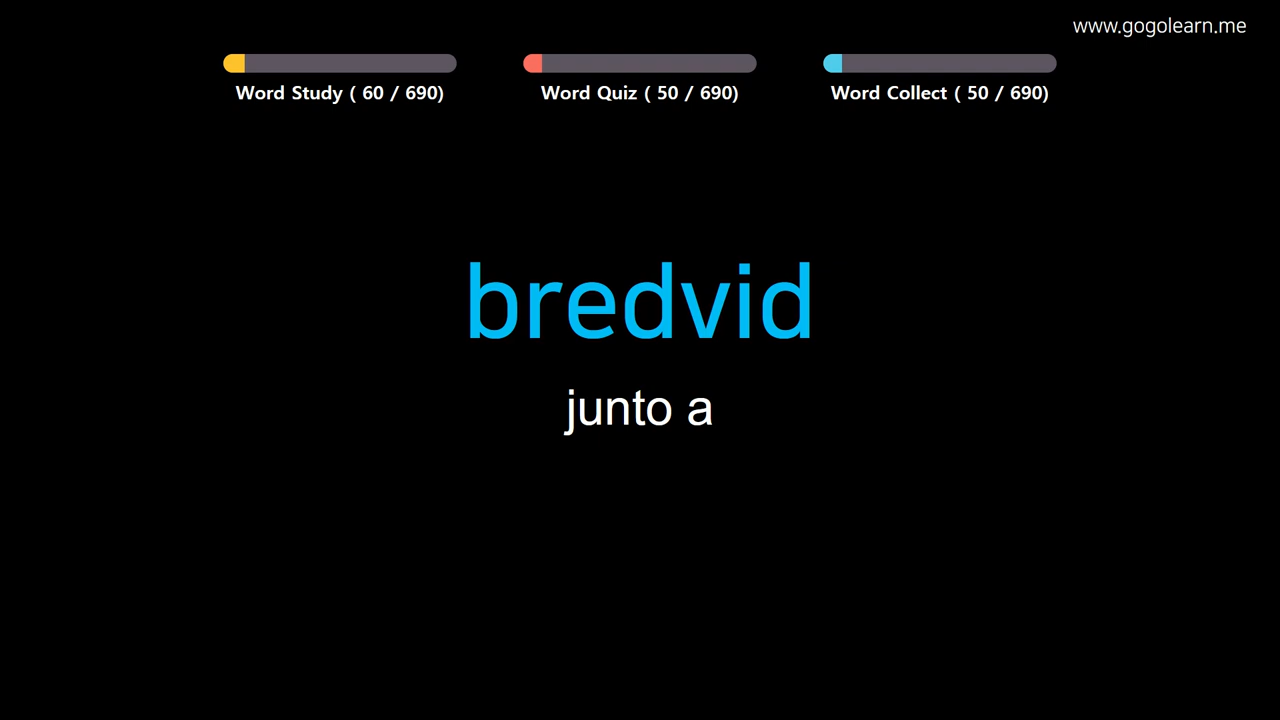 www.gogolearn.me
Word Study ( 60 / 690)
Word Quiz ( 50 / 690)
Word Collect ( 50 / 690)
bredvid
junto a